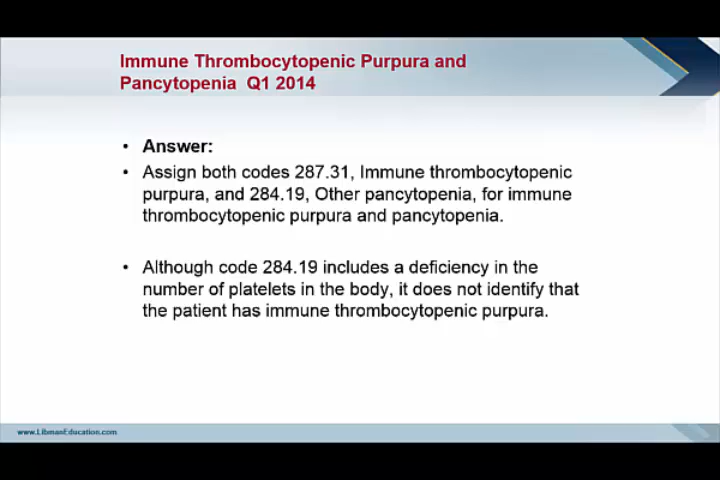 Immune Thrombocytopenic Purpura and
Pancytopenia Q1 2014
• Answer:
• Assign both codes 287.31, Immune thrombocytopenic
purpura, and 284.19, Other pancytopenia, for immune
thrombocytopenic purpura and pancytopenia.
• Although code 284.19 includes a deficiency in the
number of platelets in the body, it does not identify that
the patient has immune thrombocytopenic purpura.
www.LibmanEducation.com